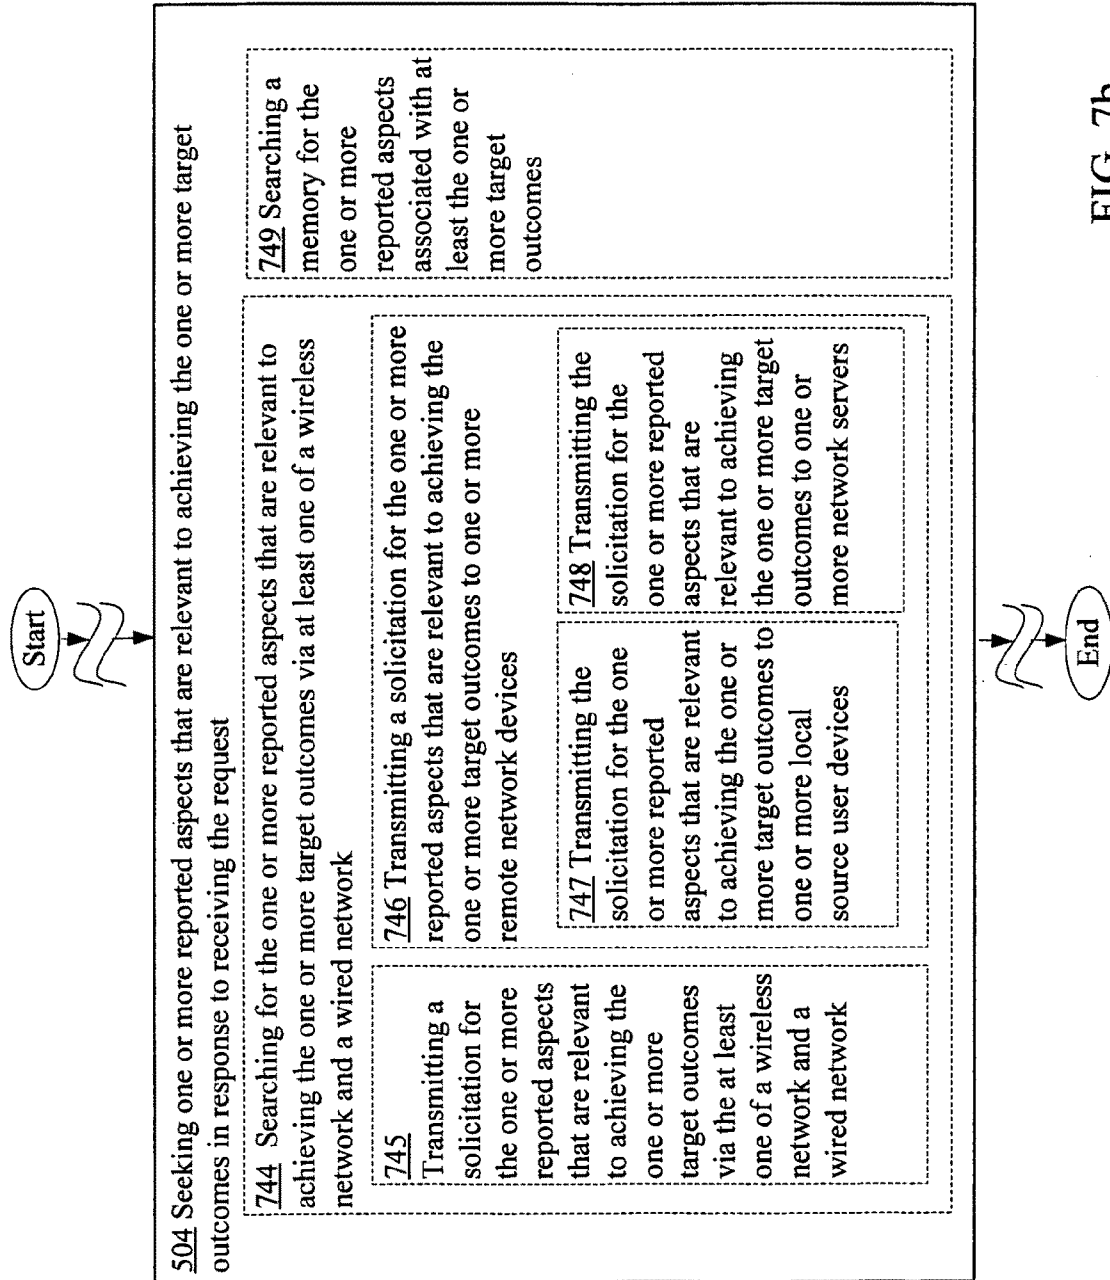 Start
504 Seeking one or more reported aspects that are relevant to achieving the one or more target
outcomes in response to receiving the request
744 Searching for the one or more reported aspects that are relevant to
achieving the one or more target outcomes via at least one of a wireless
network and a wired network
745
Transmitting a
solicitation for
the one or more
reported aspects
that are relevant
to achieving the
one or more
target outcomes
via the at least
one of a wireless
network and a
wired network
746 Transmitting a solicitation for the one or more
reported aspects that are relevant to achieving the
one or more target outcomes to one or more
remote network devices
747 Transmitting the
solicitation for the one
or more reported
aspects that are relevant
to achieving the one or
more target outcomes to
one or more local
source user devices
748 Transmitting the
solicitation for the
one or more reported
aspects that are
relevant to achieving
the one or more target
outcomes to one or
more network servers
749 Searching a
memory for the
one or more
reported aspects
associated with at
least the one or
more target
outcomes
End
FIG. 7b